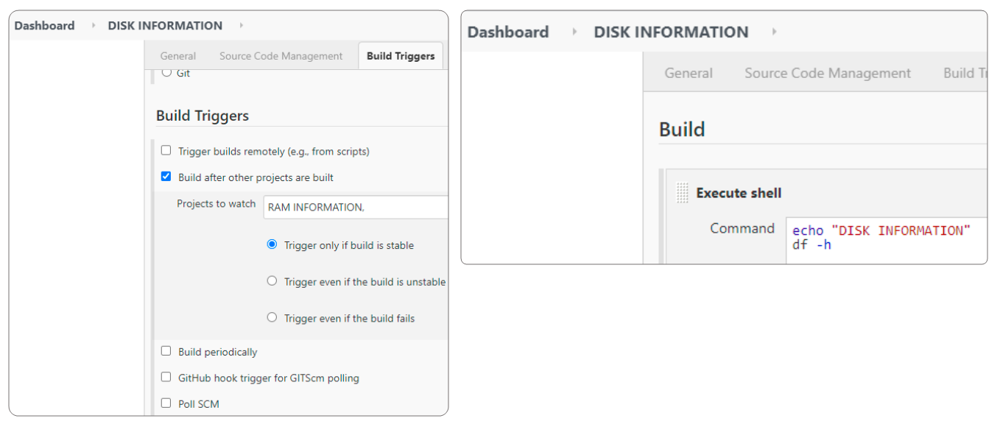 Dashboard DISK INFORMATION
General Source Code Management Build Triggers
Git
Build Triggers
Trigger builds remotely (e.g., from scripts)
Build after other projects are built
Projects to watch RAM INFORMATION,
Trigger only if build is stable
Trigger even if the build is unstable
Trigger even if the build fails
Build periodically
GitHub hook trigger for GITScm polling
Poll SCM
Dashboard DISK INFORMATION
General Source Code Management Build Tr
Build
Execute shell
Command echo "DISK INFORMATION"
df -h